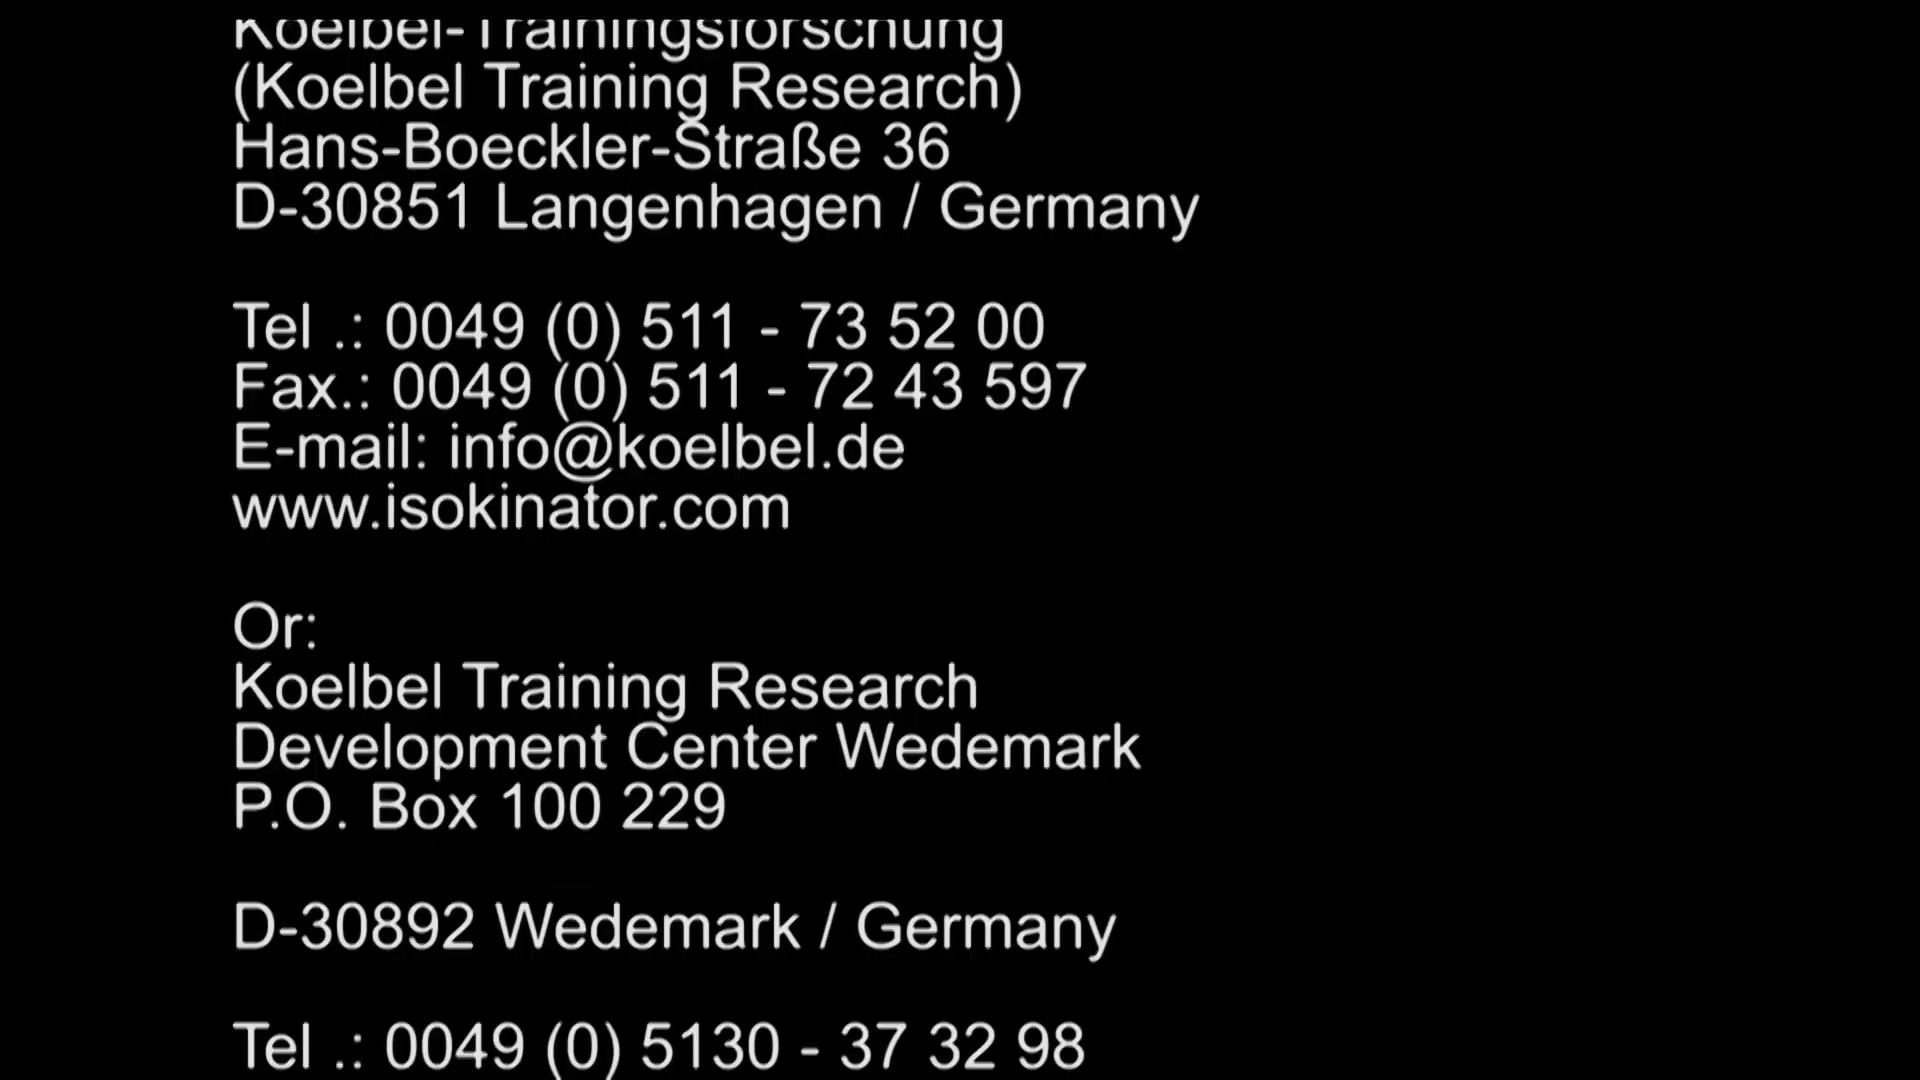 Koelbel-Trainingsforschung
(Koelbel Training Research)
Hans-Boeckler-Straße 36
D-30851 Langenhagen / Germany
Tel .: 0049 (0) 511 - 73 52 00
Fax.: 0049 (0) 511 - 72 43 597
E-mail: info@koelbel.de
www.isokinator.com
Or:
Koelbel Training Research
Development Center Wedemark
P.O. Box 100 229
D-30892 Wedemark / Germany
Tel .: 0049 (0) 5130 - 37 32 98